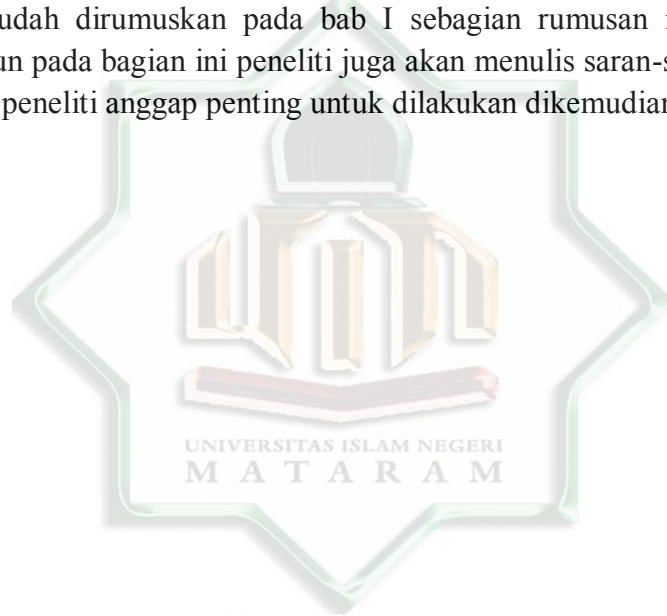 udah dirumuskan pada bab I sebagian rumusan
un pada bagian ini peneliti juga akan menulis saran-s
peneliti anggap penting untuk dilakukan dikemudian
UNIVERSITAS ISLAM NEGERI
MATARAM